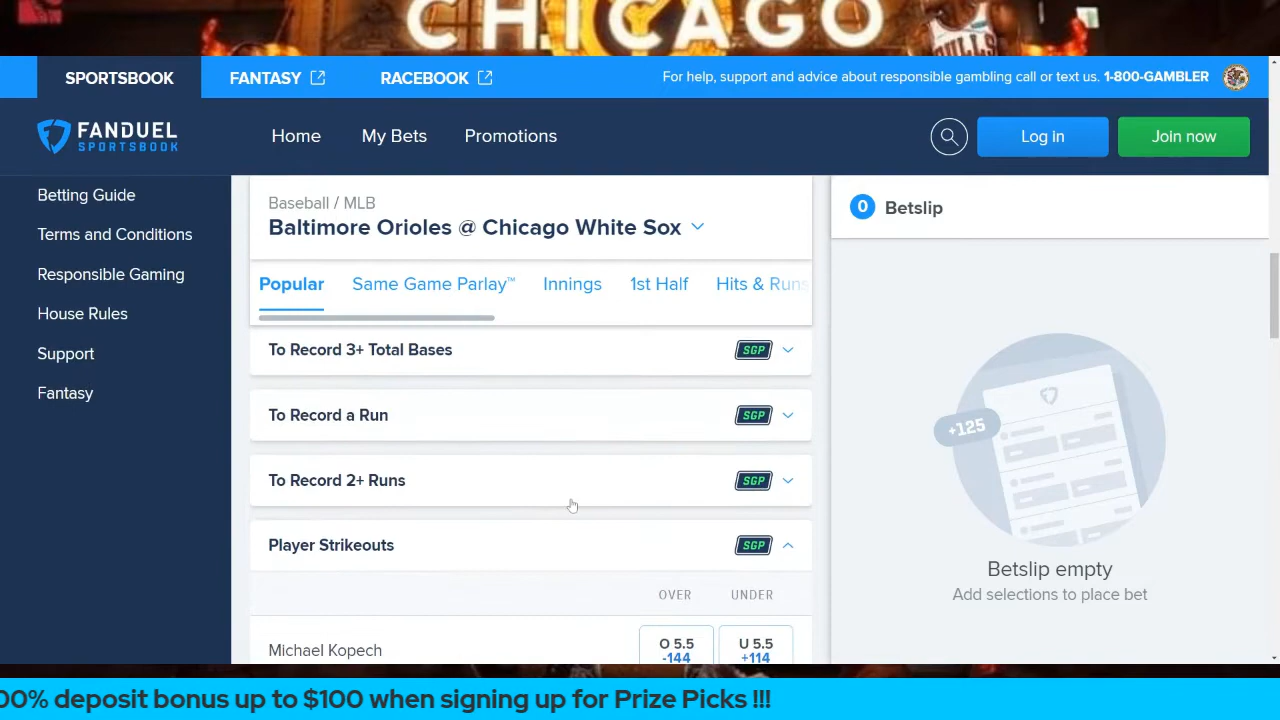 CHICAGO
SPORTSBOOK
FANTASY
RACEBOOK
For help, support and advice about responsible gambling call or text us. 1-800-GAMBLER
FANDUEL
SPORTSBOOK
Home
My Bets
Promotions
Log in
Join now
Betting Guide
Terms and Conditions
Responsible Gaming
House Rules
Support
Fantasy
Baseball / MLB
Baltimore Orioles @ Chicago White Sox
Popular
Same Game Parlay™
Innings
1st Half
Hits & Runs
To Record 3+ Total Bases
SGP
To Record a Run
SGP
To Record 2+ Runs
SGP
Player Strikeouts
SGP
OVER
UNDER
Michael Kopech
O 5.5
-144
U 5.5
+114
0
Betslip
+125
Betslip empty
Add selections to place bet
00% deposit bonus up to $100 when signing up for Prize Picks !!!